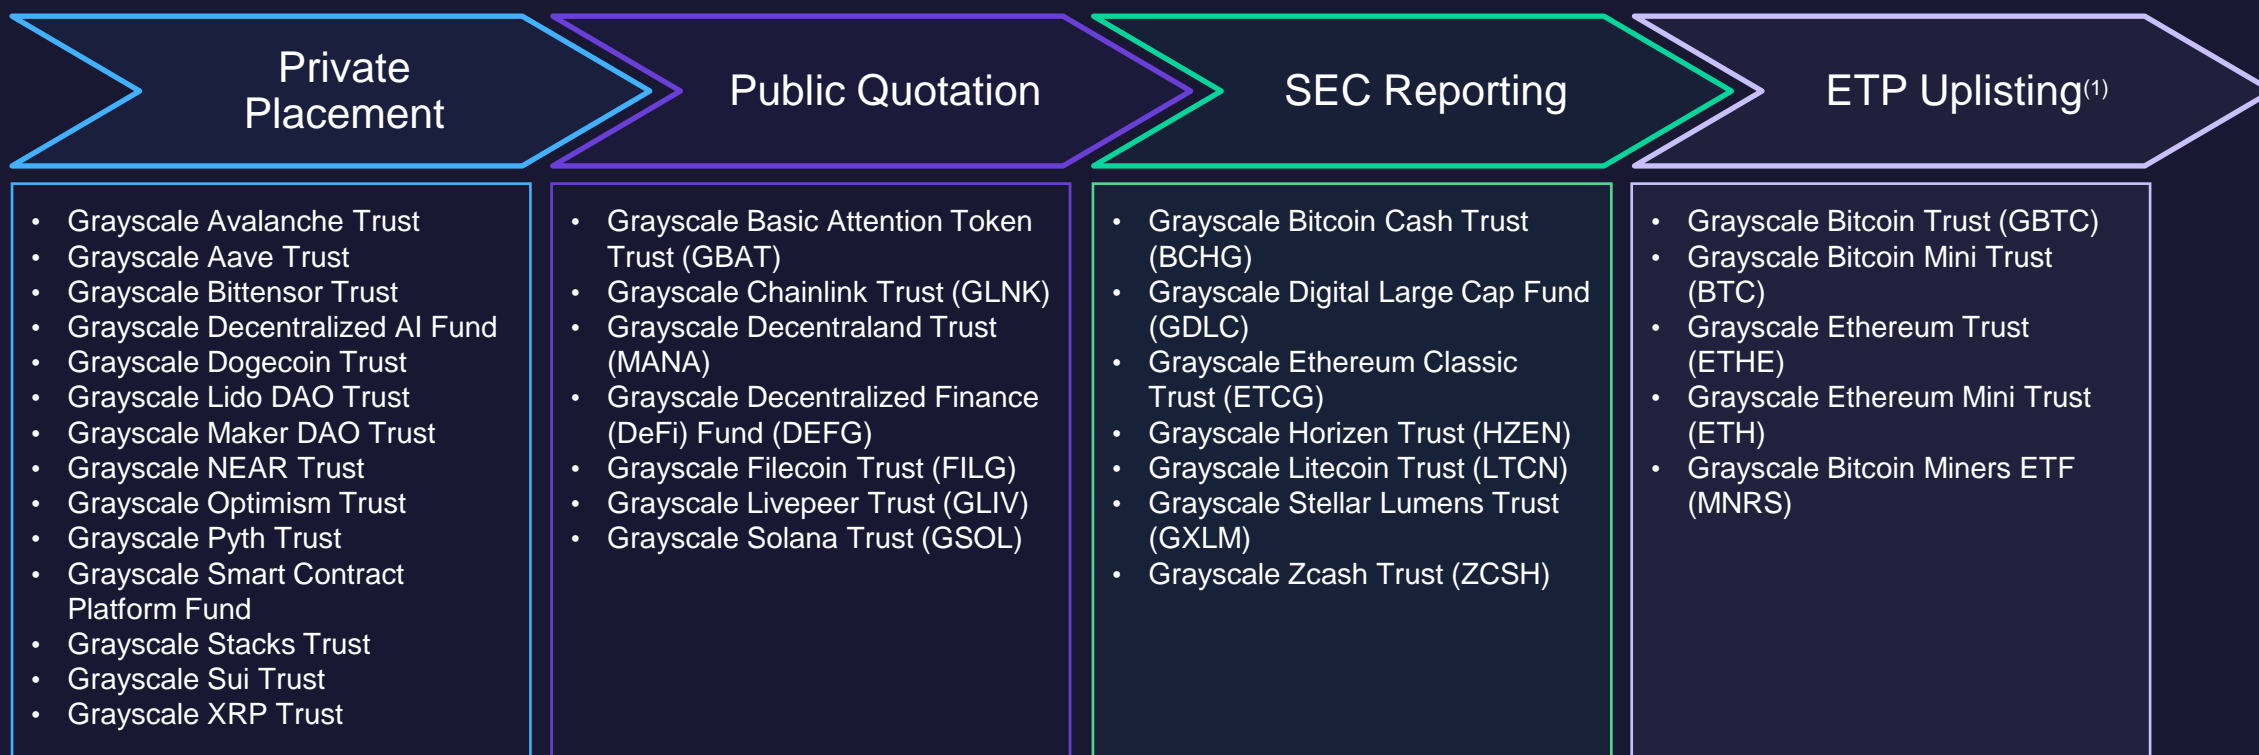 Private
Placement
Public Quotation
SEC Reporting
ETP Uplisting(1)
• Grayscale Avalanche Trust
• Grayscale Aave Trust
• Grayscale Bittensor Trust
• Grayscale Decentralized AI Fund
• Grayscale Dogecoin Trust
• Grayscale Lido DAO Trust
• Grayscale Maker DAO Trust
• Grayscale NEAR Trust
• Grayscale Optimism Trust
• Grayscale Pyth Trust
• Grayscale Smart Contract
Platform Fund
• Grayscale Stacks Trust
• Grayscale Sui Trust
• Grayscale XRP Trust
• Grayscale Basic Attention Token
Trust (GBAT)
• Grayscale Chainlink Trust (GLNK)
• Grayscale Decentraland Trust
(MANA)
• Grayscale Decentralized Finance
(DeFi) Fund (DEFG)
• Grayscale Filecoin Trust (FILG)
• Grayscale Livepeer Trust (GLIV)
• Grayscale Solana Trust (GSOL)
• Grayscale Bitcoin Cash Trust
(BCHG)
• Grayscale Digital Large Cap Fund
(GDLC)
• Grayscale Ethereum Classic
Trust (ETCG)
• Grayscale Horizen Trust (HZEN)
• Grayscale Litecoin Trust (LTCN)
• Grayscale Stellar Lumens Trust
(GXLM)
• Grayscale Zcash Trust (ZCSH)
• Grayscale Bitcoin Trust (GBTC)
• Grayscale Bitcoin Mini Trust
(BTC)
• Grayscale Ethereum Trust
(ETHE)
• Grayscale Ethereum Mini Trust
(ETH)
• Grayscale Bitcoin Miners ETF
(MNRS)